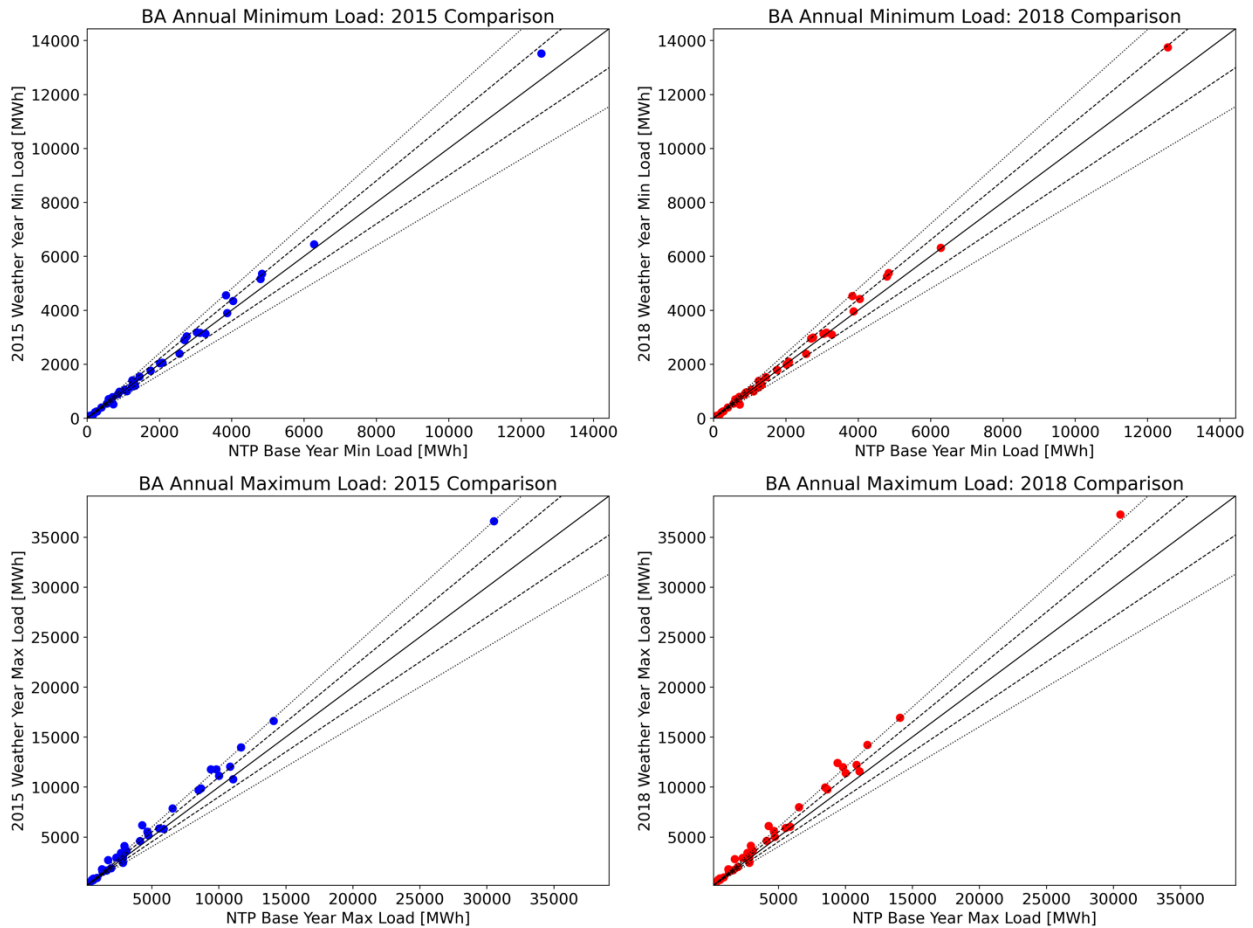 BA Annual Minimum Load: 2015 Comparison
2015 Weather Year Min Load [MWh]
14000
12000
10000
8000
6000
4000
2000
0
0 2000 4000 6000 8000 10000 12000 14000
NTP Base Year Min Load [MWh]
BA Annual Minimum Load: 2018 Comparison
2018 Weather Year Min Load [MWh]
14000
12000
10000
8000
6000
4000
2000
0
0 2000 4000 6000 8000 10000 12000 14000
NTP Base Year Min Load [MWh]
BA Annual Maximum Load: 2015 Comparison
2015 Weather Year Max Load [MWh]
35000
30000
25000
20000
15000
10000
5000
5000 10000 15000 20000 25000 30000 35000
NTP Base Year Max Load [MWh]
BA Annual Maximum Load: 2018 Comparison
2018 Weather Year Max Load [MWh]
35000
30000
25000
20000
15000
10000
5000
5000 10000 15000 20000 25000 30000 35000
NTP Base Year Max Load [MWh]